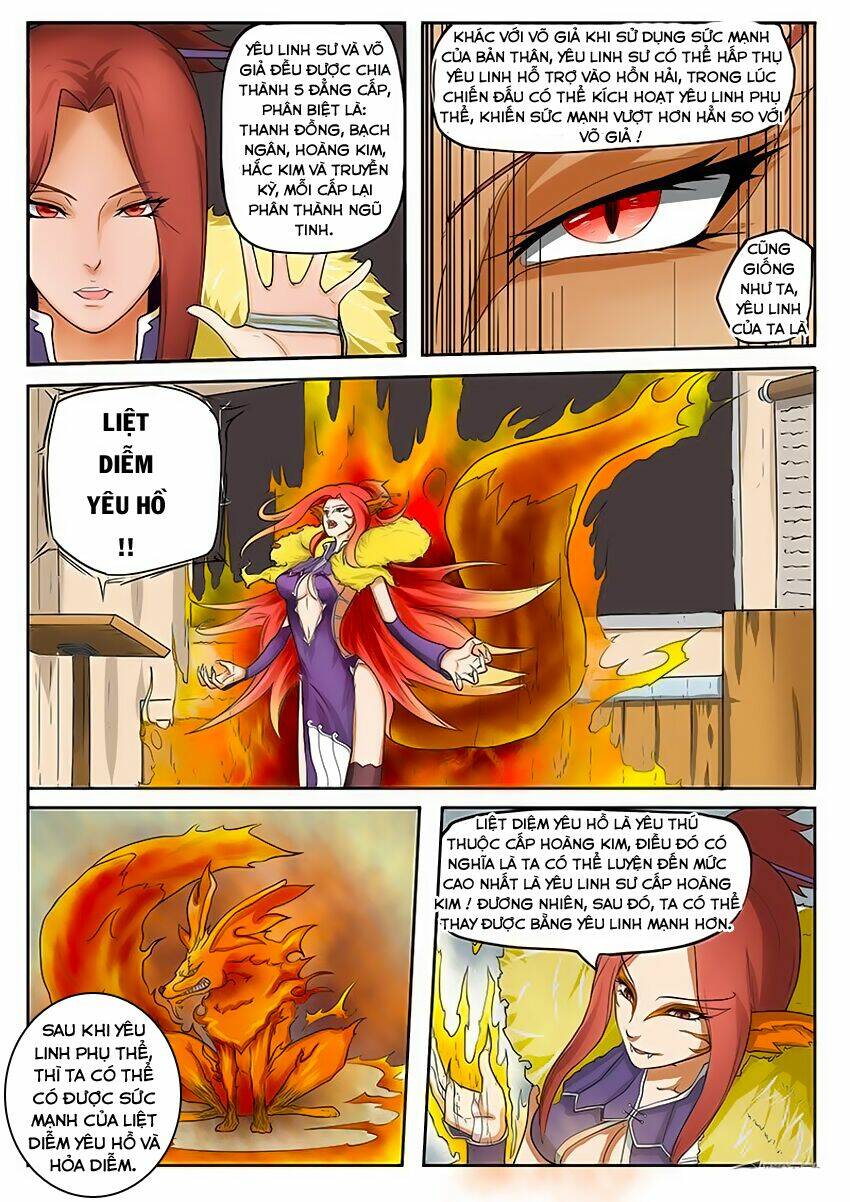 YÊU LINH SƯ VÀ VÕ
GIẢ ĐỀU ĐƯỢC CHIA
THÀNH 5 ĐẲNG CẤP,
PHÂN BIỆT LÀ:
THANH ĐỒNG, BẠCH
NGÂN, HOÀNG KIM,
HẮC KIM VÀ TRUYỀN
KỲ, MỖI CẤP LẠI
PHÂN THÀNH NGŨ
TINH.
KHÁC VỚI VÕ GIẢ KHI SỬ DỤNG SỨC MẠNH
CỦA BẢN THÂN, YÊU LINH SƯ CÓ THỂ HẤP THỤ
YÊU LINH HỖ TRỢ VÀO HỒN HẢI, TRONG LÚC
CHIẾN ĐẤU CÓ THỂ KÍCH HOẠT YÊU LINH PHỤ
THỂ, KHIẾN SỨC MẠNH VƯỢT HƠN HẲN SO VỚI
VÕ GIẢ !
CŨNG
GIỐNG
NHƯ TA,
YÊU LINH
CỦA TA LÀ
LIỆT
DIỄM
YÊU HỒ
!!
SAU KHI YÊU
LINH PHỤ THỂ,
THÌ TA CÓ THỂ
CÓ ĐƯỢC SỨC
MẠNH CỦA LIỆT
DIỄM YÊU HỒ VÀ
HỎA DIỄM.
LIỆT DIỆM YÊU HỒ LÀ YÊU THÚ
THUỘC CẤP HOÀNG KIM, ĐIỀU ĐÓ CÓ
NGHĨA LÀ TA CÓ THỂ LUYỆN ĐẾN MỨC
CAO NHẤT LÀ YÊU LINH SƯ CẤP HOÀNG
KIM ! ĐƯƠNG NHIÊN, SAU ĐÓ, TA CÓ THỂ
THAY ĐƯỢC BẰNG YÊU LINH MẠNH HƠN.